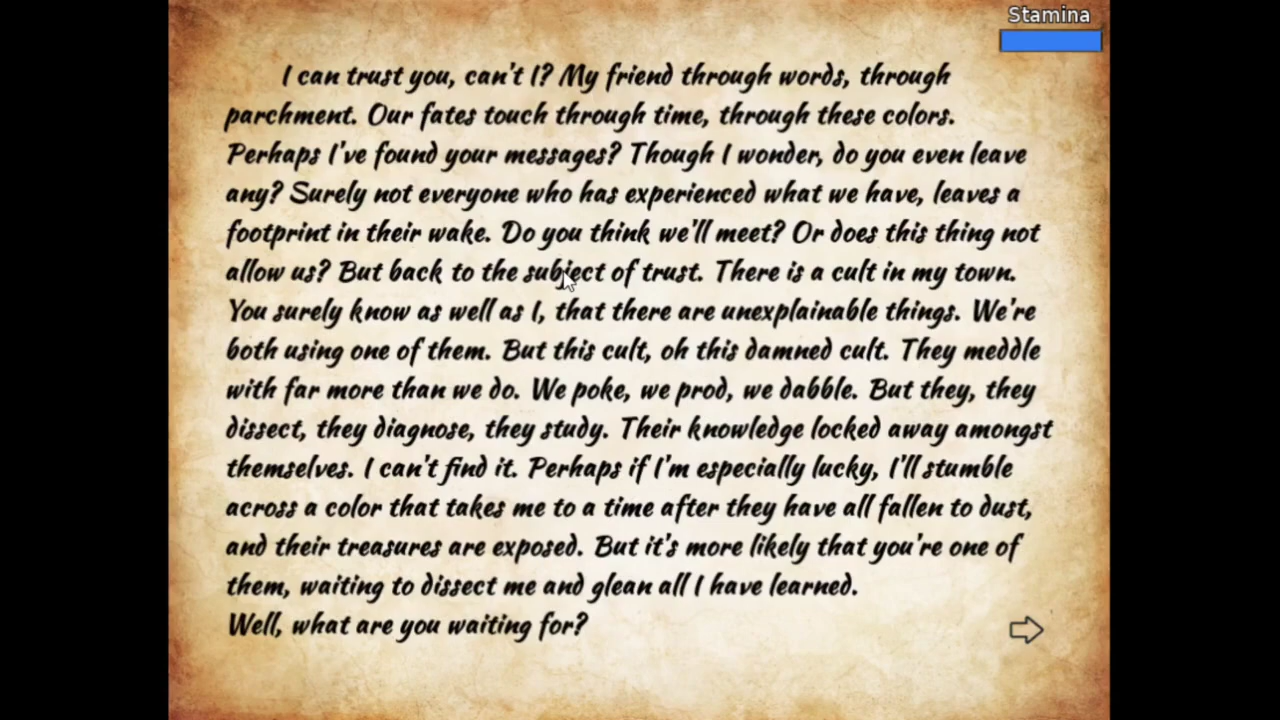 Stamina
I can trust you, can't I? My friend through words, through
parchment. Our fates touch through time, through these colors.
Perhaps I've found your messages? Though I wonder, do you even leave
any? Surely not everyone who has experienced what we have, leaves a
footprint in their wake. Do you think we'll meet? Or does this thing not
allow us? But back to the subject of trust. There is a cult in my town.
You surely know as well as I, that there are unexplainable things. We're
both using one of them. But this cult, oh this damned cult. They meddle
with far more than we do. We poke, we prod, we dabble. But they, they
dissect, they diagnose, they study. Their knowledge locked away amongst
themselves. I can't find it. Perhaps if I'm especially lucky, I'll stumble
across a color that takes me to a time after they have all fallen to dust,
and their treasures are exposed. But it's more likely that you're one of
them, waiting to dissect me and glean all I have learned.
Well, what are you waiting for?